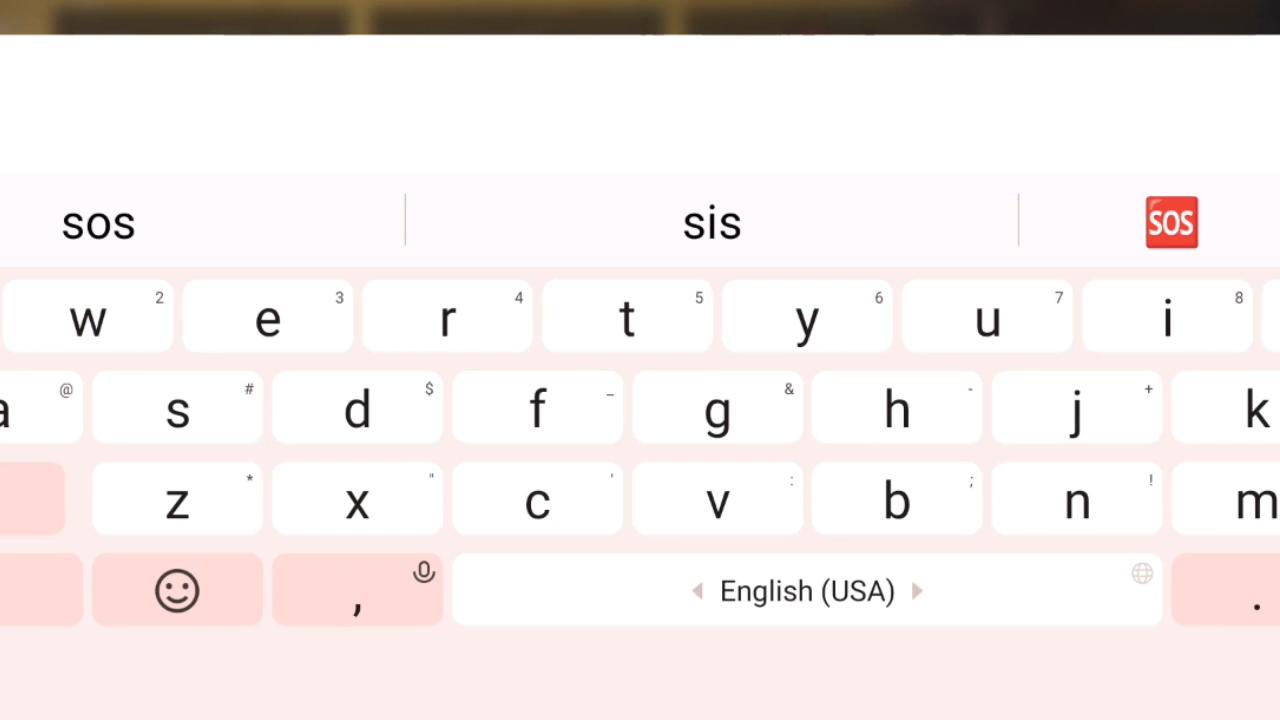 sos sis SOS
w 2 e 3 r 4 t 5 y 6 u 7 i 8
a @ s # d $ f _ g & h - j + k
z * x " c ' v : b ; n ! m
, English (USA) .